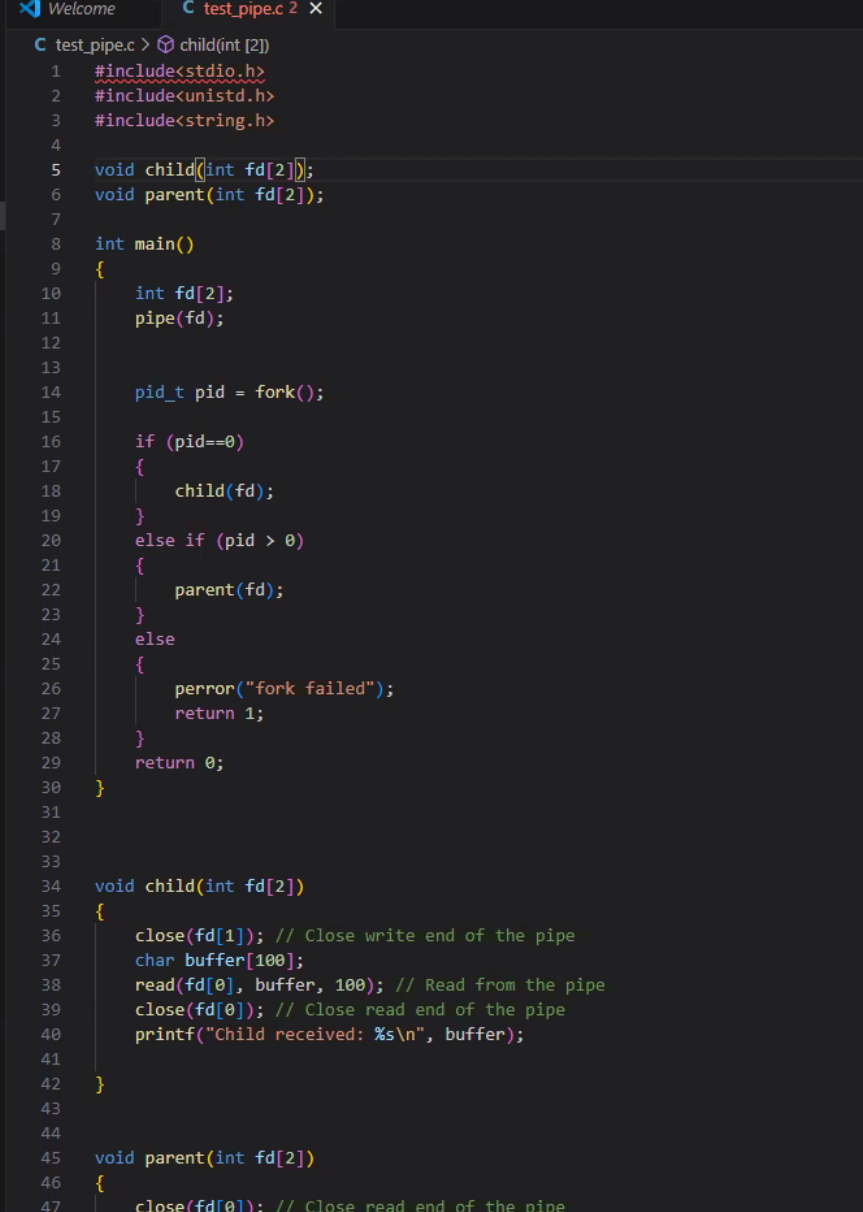 Welcome
C test_pipe.c 2 ×
C test_pipe.c > child(int [2])
1 #include<stdio.h>
2 #include<unistd.h>
3 #include<string.h>
4
5 void child(int fd[2]);
6 void parent(int fd[2]);
7
8 int main()
9 {
10     int fd[2];
11     pipe(fd);
12
13
14     pid_t pid = fork();
15
16     if (pid==0)
17     {
18         child(fd);
19     }
20     else if (pid > 0)
21     {
22         parent(fd);
23     }
24     else
25     {
26         perror("fork failed");
27         return 1;
28     }
29     return 0;
30 }
31
32
33
34 void child(int fd[2])
35 {
36     close(fd[1]); // Close write end of the pipe
37     char buffer[100];
38     read(fd[0], buffer, 100); // Read from the pipe
39     close(fd[0]); // Close read end of the pipe
40     printf("Child received: %s\n", buffer);
41
42 }
43
44
45 void parent(int fd[2])
46 {
47     close(fd[0]); // Close read end of the pipe